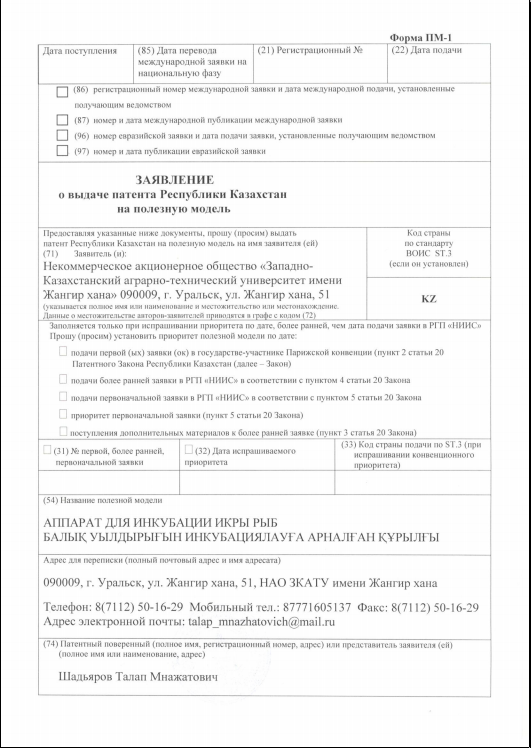 Форма ПМ-1
Дата поступления
(85) Дата перевода
международной заявки на
национальную фазу
(21) Регистрационный №
(22) Дата подачи
(86) регистрационный номер международной заявки и дата международной подачи, установленные
получающим ведомством
(87) номер и дата международной публикации международной заявки
(96) номер евразийской заявки и дата подачи заявки, установленные получающим ведомством
(97) номер и дата публикации евразийской заявки
ЗАЯВЛЕНИЕ
о выдаче патента Республики Казахстан
на полезную модель
Предоставляя указанные ниже документы, прошу (просим) выдать
патент Республики Казахстан на полезную модель на имя заявителя (ей)
(71) Заявитель (и):
Некоммерческое акционерное общество «Западно-
Казахстанский аграрно-технический университет имени
Жангир хана» 090009, г. Уральск, ул. Жангир хана, 51
(указывается полное имя или наименование и местожительство или местонахождение.
Данные о местожительстве авторов-заявителей приводятся в графе с кодом (72)
Код страны
по стандарту
ВОИС ST.3
(если он установлен)
KZ
Заполняется только при испрашивании приоритета по дате, более ранней, чем дата подачи заявки в РГП «НИИС»
Прошу (просим) установить приоритет полезной модели по дате:
подачи первой (ых) заявки (ок) в государстве-участнике Парижской конвенции (пункт 2 статьи 20
Патентного Закона Республики Казахстан (далее – Закон)
подачи более ранней заявки в РГП «НИИС» в соответствии с пунктом 4 статьи 20 Закона
подачи первоначальной заявки в РГП «НИИС» в соответствии с пунктом 5 статьи 20 Закона
приоритет первоначальной заявки (пункт 5 статьи 20 Закона)
поступления дополнительных материалов к более ранней заявке (пункт 3 статьи 20 Закона)
(31) № первой, более ранней,
первоначальной заявки
(32) Дата испрашиваемого
приоритета
(33) Код страны подачи по ST.3 (при
испрашивании конвенционного
приоритета)
(54) Название полезной модели
АППАРАТ ДЛЯ ИНКУБАЦИИ ИКРЫ РЫБ
БАЛЫҚ УЫЛДЫРЫҒЫН ИНКУБАЦИЯЛАУҒА АРНАЛҒАН ҚҰРЫЛҒЫ
Адрес для переписки (полный почтовый адрес и имя адресата)
090009, г. Уральск, ул. Жангир хана, 51, НАО ЗКАТУ имени Жангир хана
Телефон: 8(7112) 50-16-29 Мобильный тел.: 87771605137 Факс: 8(7112) 50-16-29
Адрес электронной почты: talap_mnazhatovich@mail.ru
(74) Патентный поверенный (полное имя, регистрационный номер, адрес) или представитель заявителя (ей)
(полное имя или наименование, адрес)
Шадьяров Талап Мнажатович